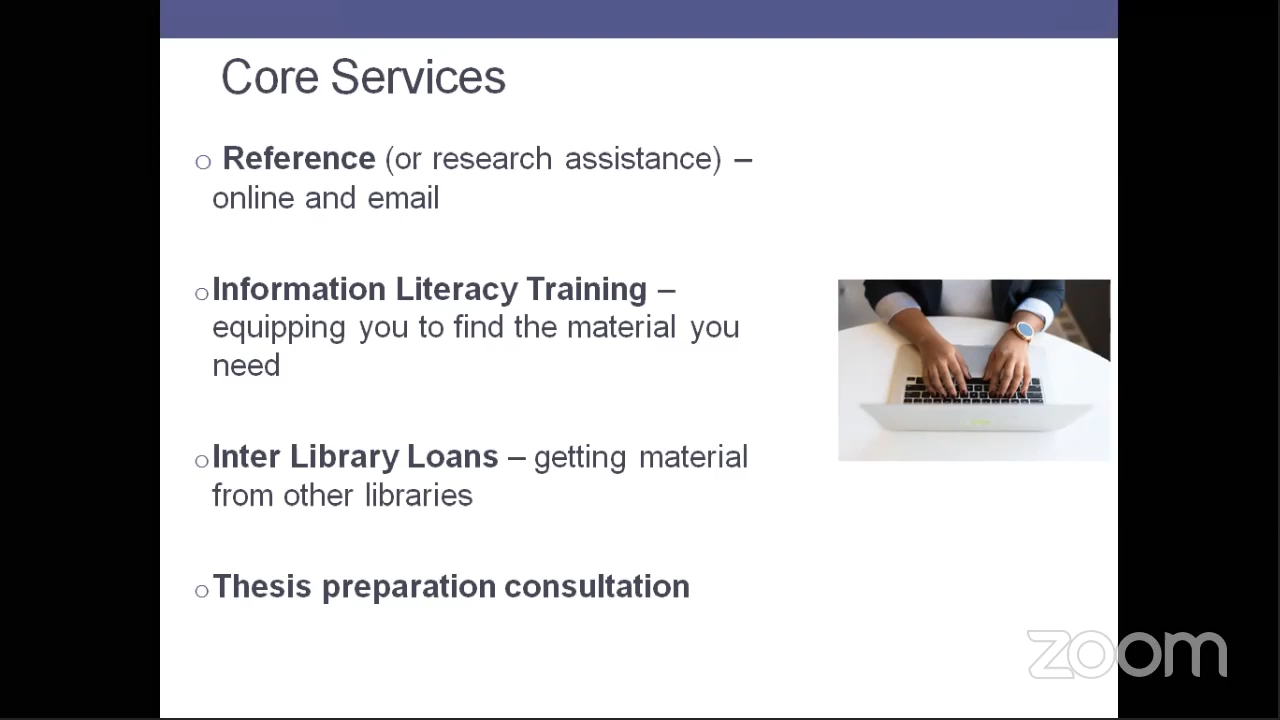 Core Services
o Reference (or research assistance) –
online and email
oInformation Literacy Training –
equipping you to find the material you
need
oInter Library Loans – getting material
from other libraries
oThesis preparation consultation
zoom